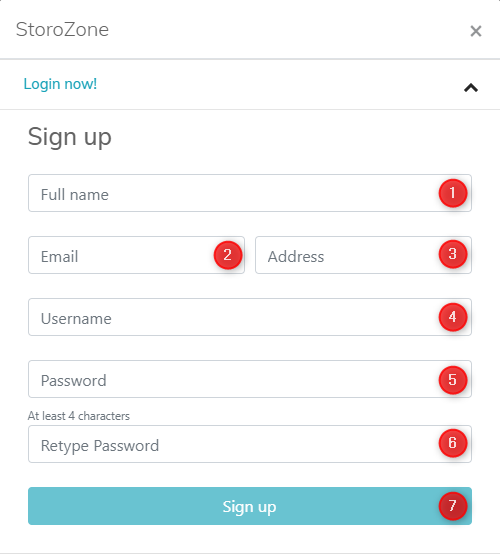 StoroZone ×
Login now!
Sign up
Full name 1
Email 2 Address 3
Username 4
Password 5
At least 4 characters
Retype Password 6
Sign up 7